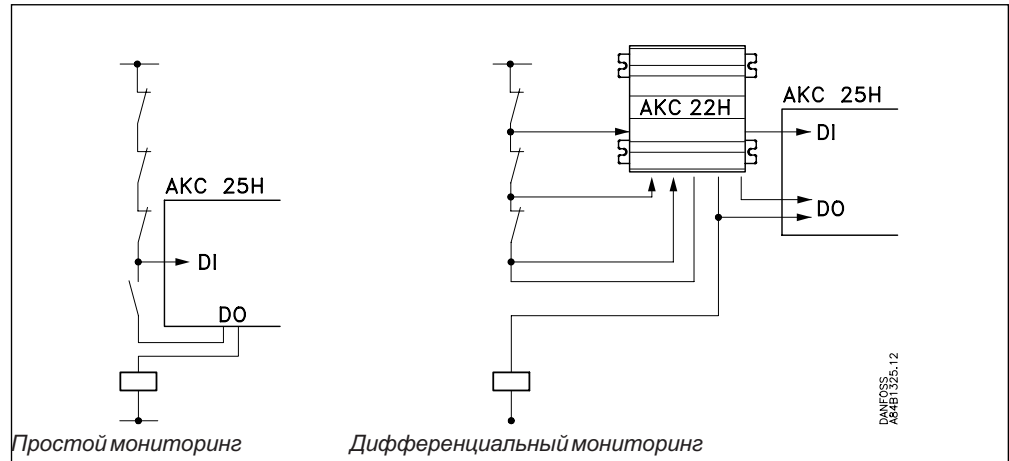 AKC 25H
DI
DO
AKC 22H
AKC 25H
DI
DO
DANFOSS
A84B1325.12
Простой мониторинг
Дифференциальный мониторинг